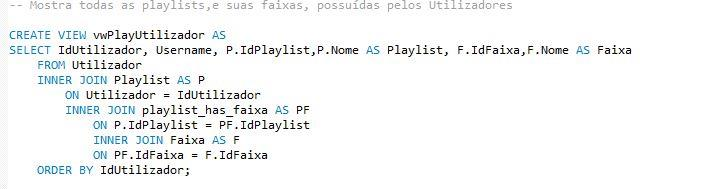 -- Mostra todas as playlists,e suas faixas, possuídas pelos Utilizadores
CREATE VIEW vwPlayUtilizador AS
SELECT IdUtilizador, Username, P.IdPlaylist,P.Nome AS Playlist, F.IdFaixa,F.Nome AS Faixa
FROM Utilizador
INNER JOIN Playlist AS P
ON Utilizador = IdUtilizador
INNER JOIN playlist_has_faixa AS PF
ON P.IdPlaylist = PF.IdPlaylist
INNER JOIN Faixa AS F
ON PF.IdFaixa = F.IdFaixa
ORDER BY IdUtilizador;